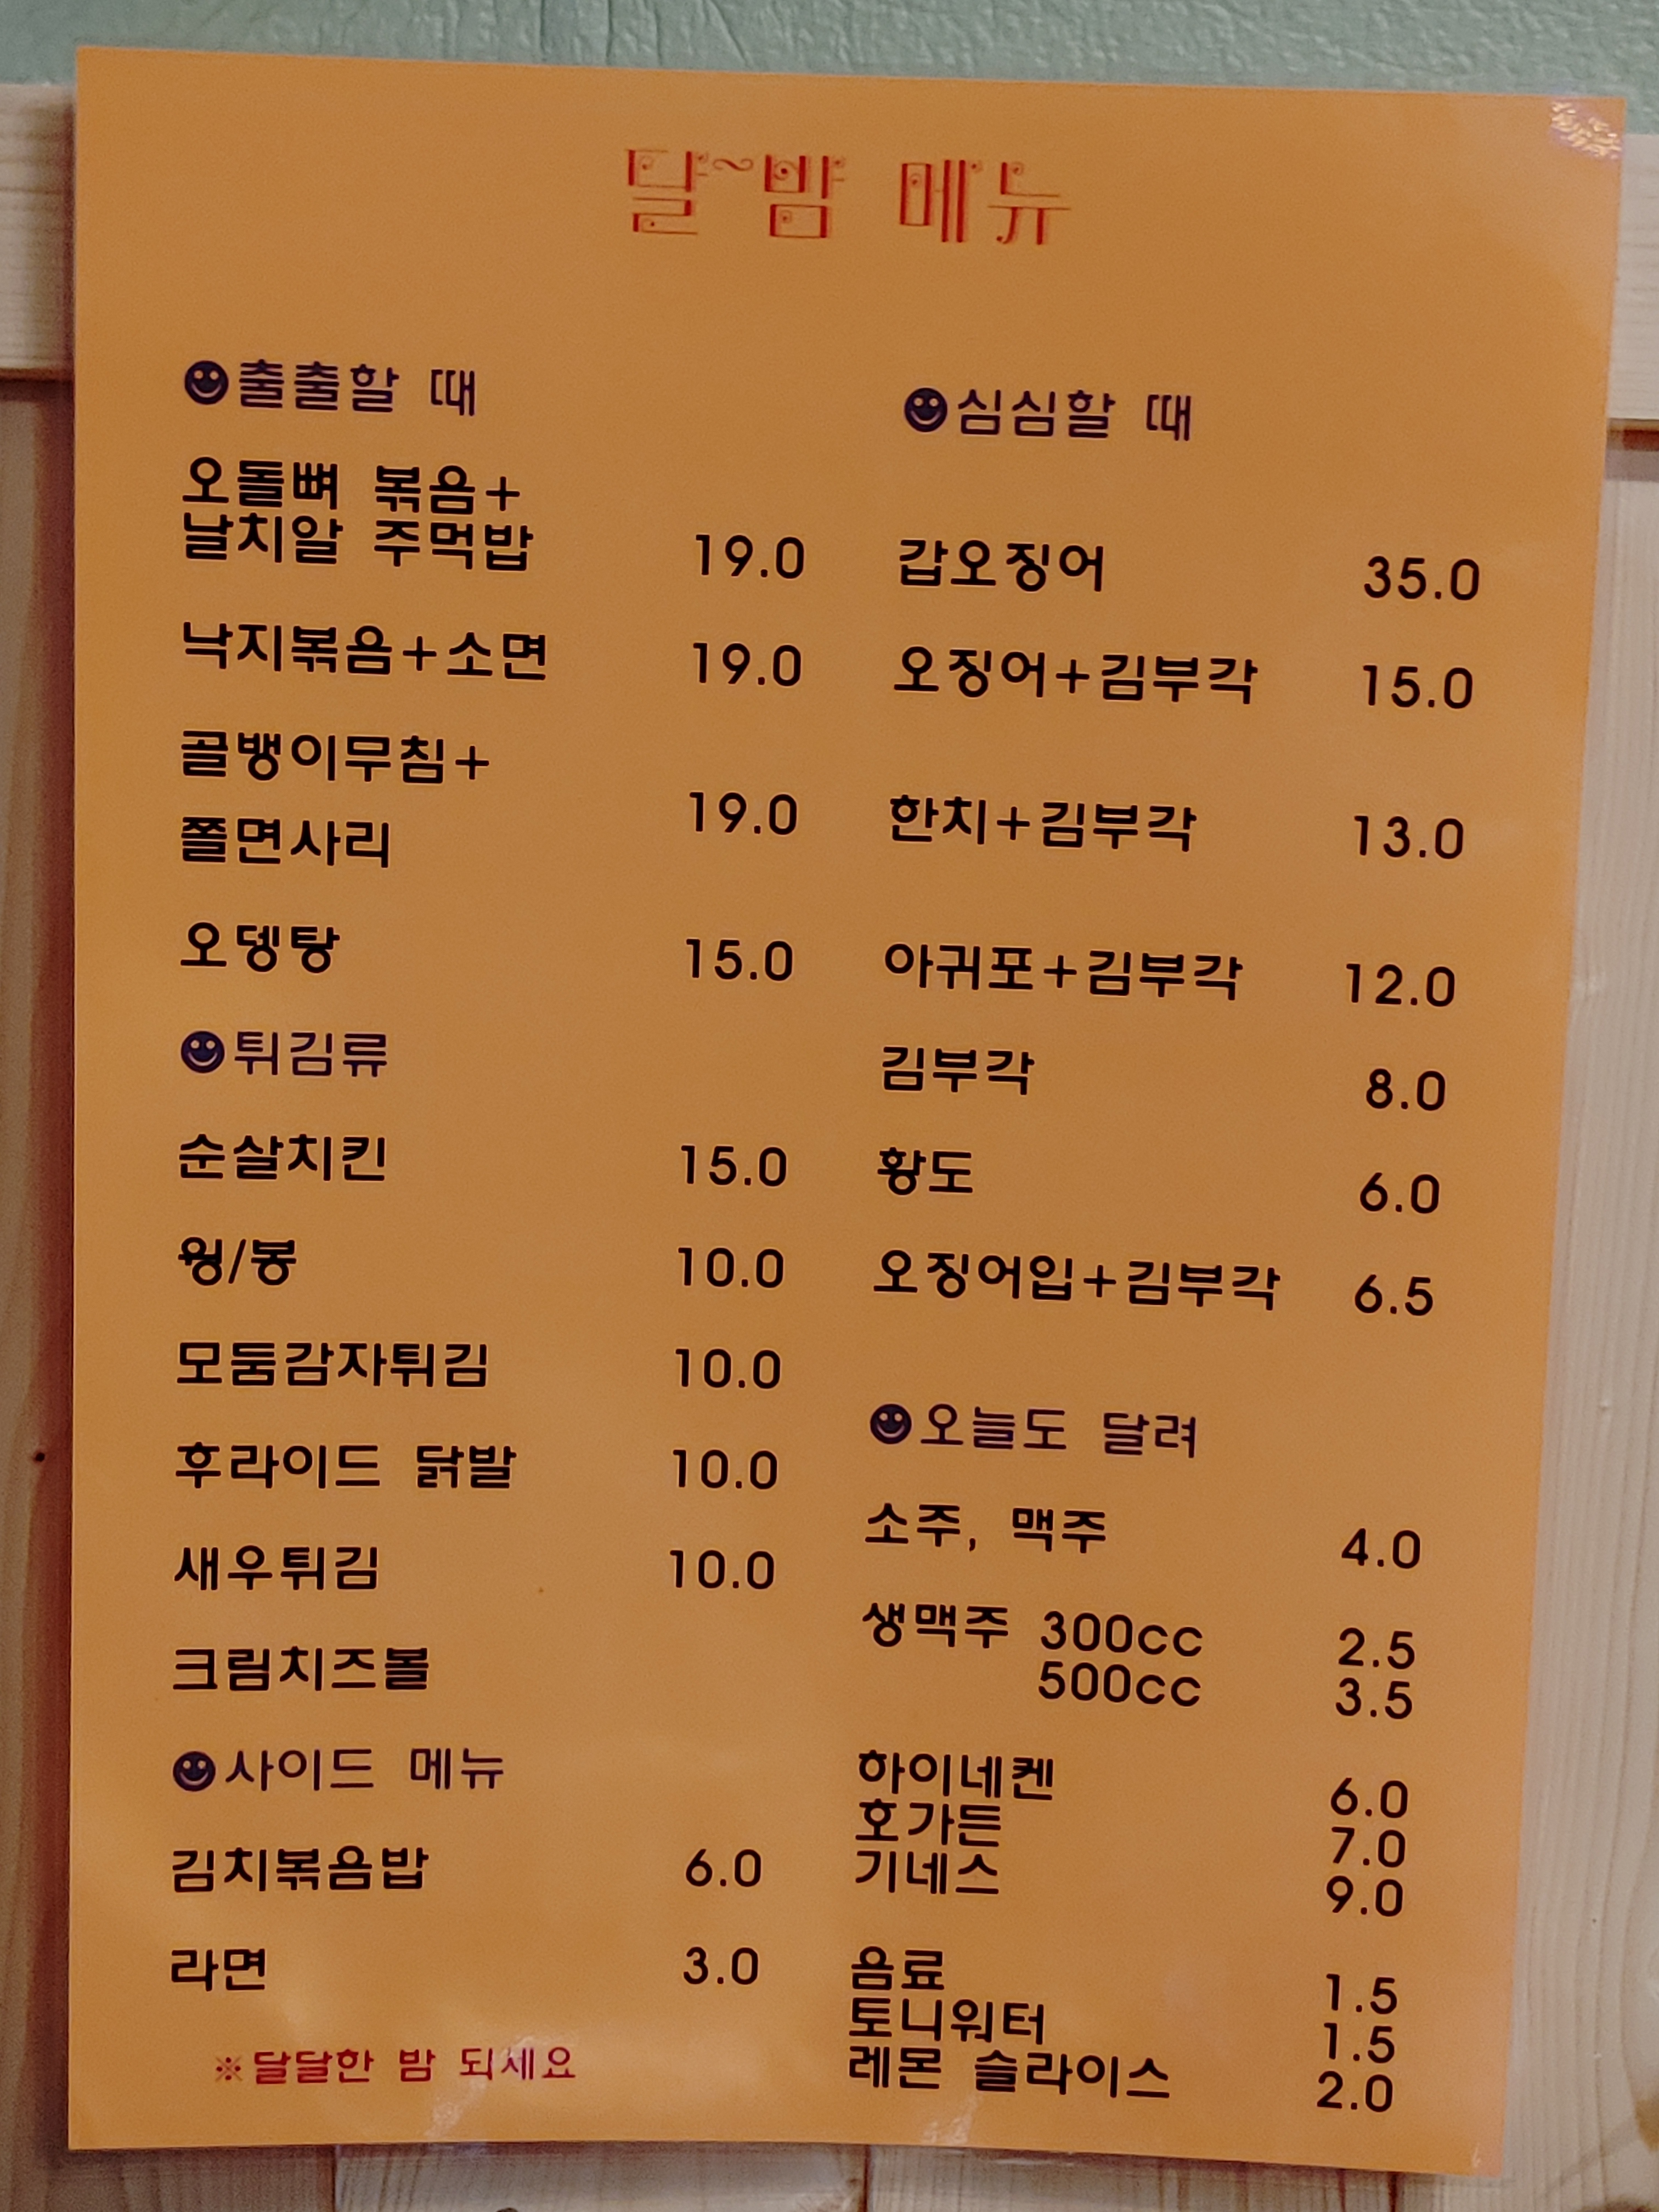 달~밤 메뉴
출출할 때
오돌뼈 볶음+
날치알 주먹밥 19.0
낙지볶음+소면 19.0
골뱅이무침+
19.0
쫄면사리
오뎅탕 15.0
튀김류
순살치킨 15.0
윙/봉 10.0
모둠감자튀김 10.0
후라이드 닭발 10.0
새우튀김 10.0
크림치즈볼
사이드 메뉴
김치볶음밥 6.0
라면 3.0
※달달한 밤 되세요
심심할 때
갑오징어 35.0
오징어+김부각 15.0
한치+김부각 13.0
아귀포+김부각 12.0
김부각 8.0
황도 6.0
오징어입+김부각 6.5
오늘도 달려
소주, 맥주 4.0
생맥주 300cc 2.5
500cc 3.5
하이네켄 6.0
호가든 7.0
기네스 9.0
음료 1.5
토니워터 1.5
레몬 슬라이스 2.0